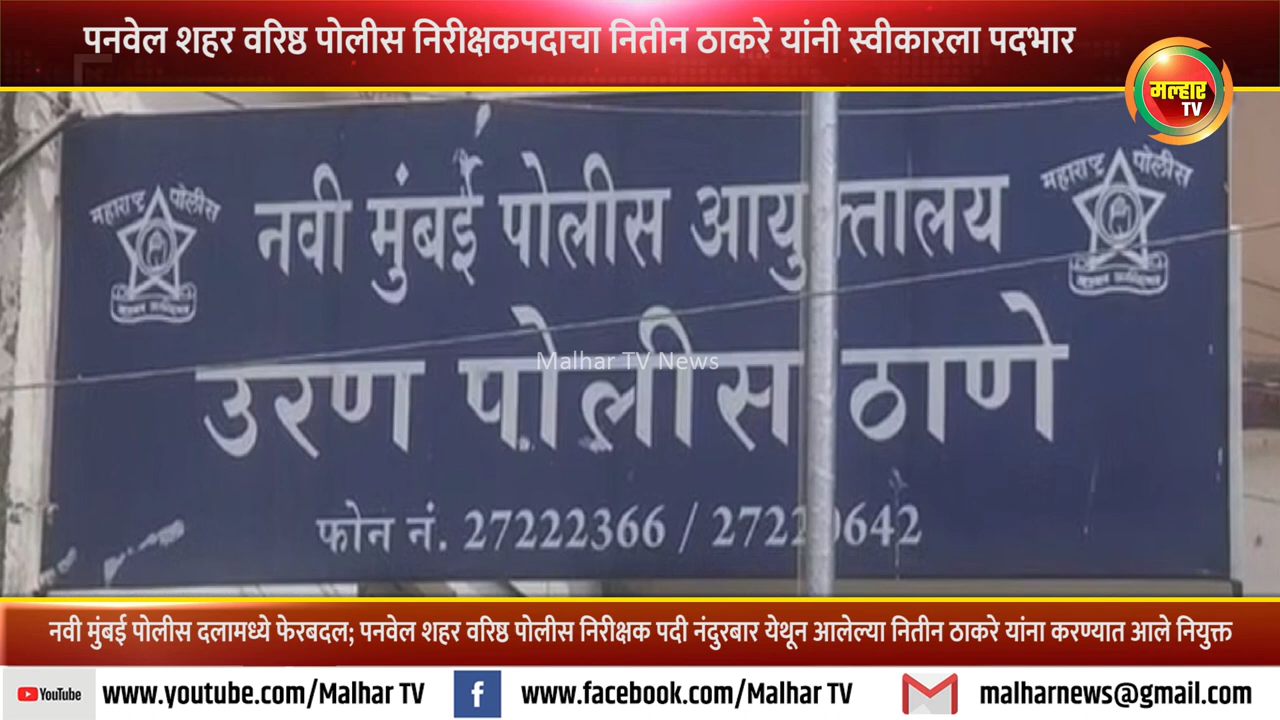 पनवेल शहर वरिष्ठ पोलीस निरीक्षकपदाचा नितीन ठाकरे यांनी स्वीकारला पदभार
मल्हार
TV
महाराष्ट्र पोलीस
महाराष्ट्र पोलीस
नवी मुंबई पोलीस
उरण पोलीस ठाणे
Malhar TV News
फोन नं. 27222366 /
नवी मुंबई पोलीस दलामध्ये फेरबदल; पनवेल शहर वरिष्ठ पोलीस निरीक्षक पदी नंदुरबार येथून आलेल्या नितीन ठाकरे यांना करण्यात आले नियुक्त
YouTube www.youtube.com/Malhar TV f www.facebook.com/Malhar TV malharnews@gmail.com